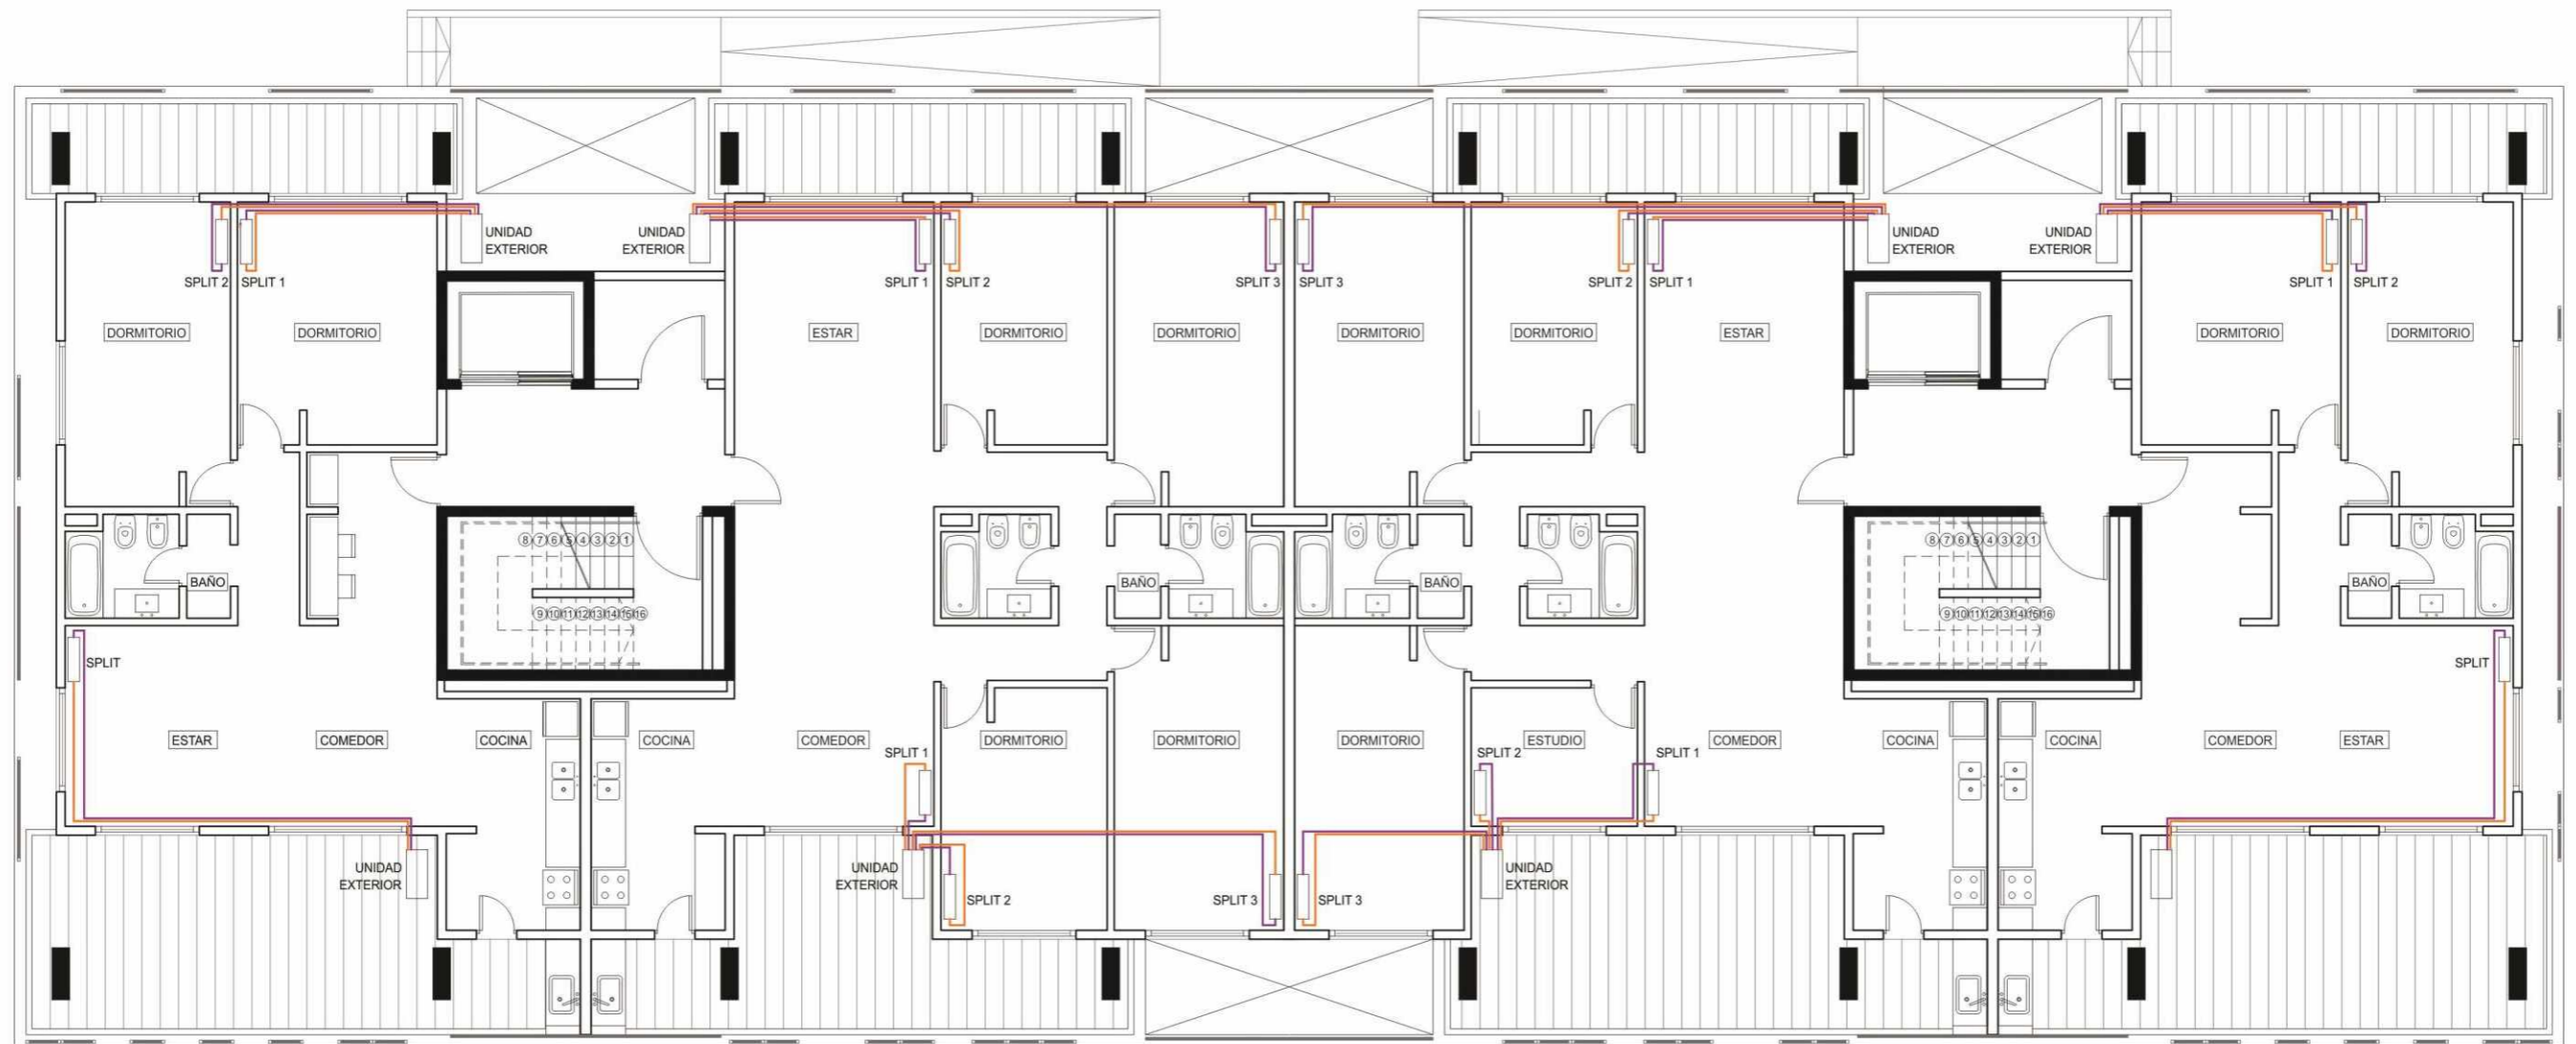 UNIDAD
EXTERIOR
UNIDAD
EXTERIOR
UNIDAD
EXTERIOR
UNIDAD
EXTERIOR
SPLIT 2
SPLIT 1
SPLIT 1
SPLIT 2
SPLIT 3
SPLIT 3
SPLIT 2
SPLIT 1
SPLIT 1
SPLIT 2
DORMITORIO
DORMITORIO
ESTAR
DORMITORIO
DORMITORIO
DORMITORIO
DORMITORIO
ESTAR
DORMITORIO
DORMITORIO
8 7 6 5 4 3 2 1
8 7 6 5 4 3 2 1
BAÑO
BAÑO
BAÑO
BAÑO
9 10 11 12 13 14 15 16
9 10 11 12 13 14 15 16
SPLIT
SPLIT
ESTAR
COMEDOR
COCINA
COCINA
COMEDOR
DORMITORIO
DORMITORIO
DORMITORIO
ESTUDIO
COMEDOR
COCINA
COCINA
COMEDOR
ESTAR
SPLIT 1
SPLIT 2
SPLIT 1
UNIDAD
EXTERIOR
UNIDAD
EXTERIOR
UNIDAD
EXTERIOR
SPLIT 2
SPLIT 3
SPLIT 3